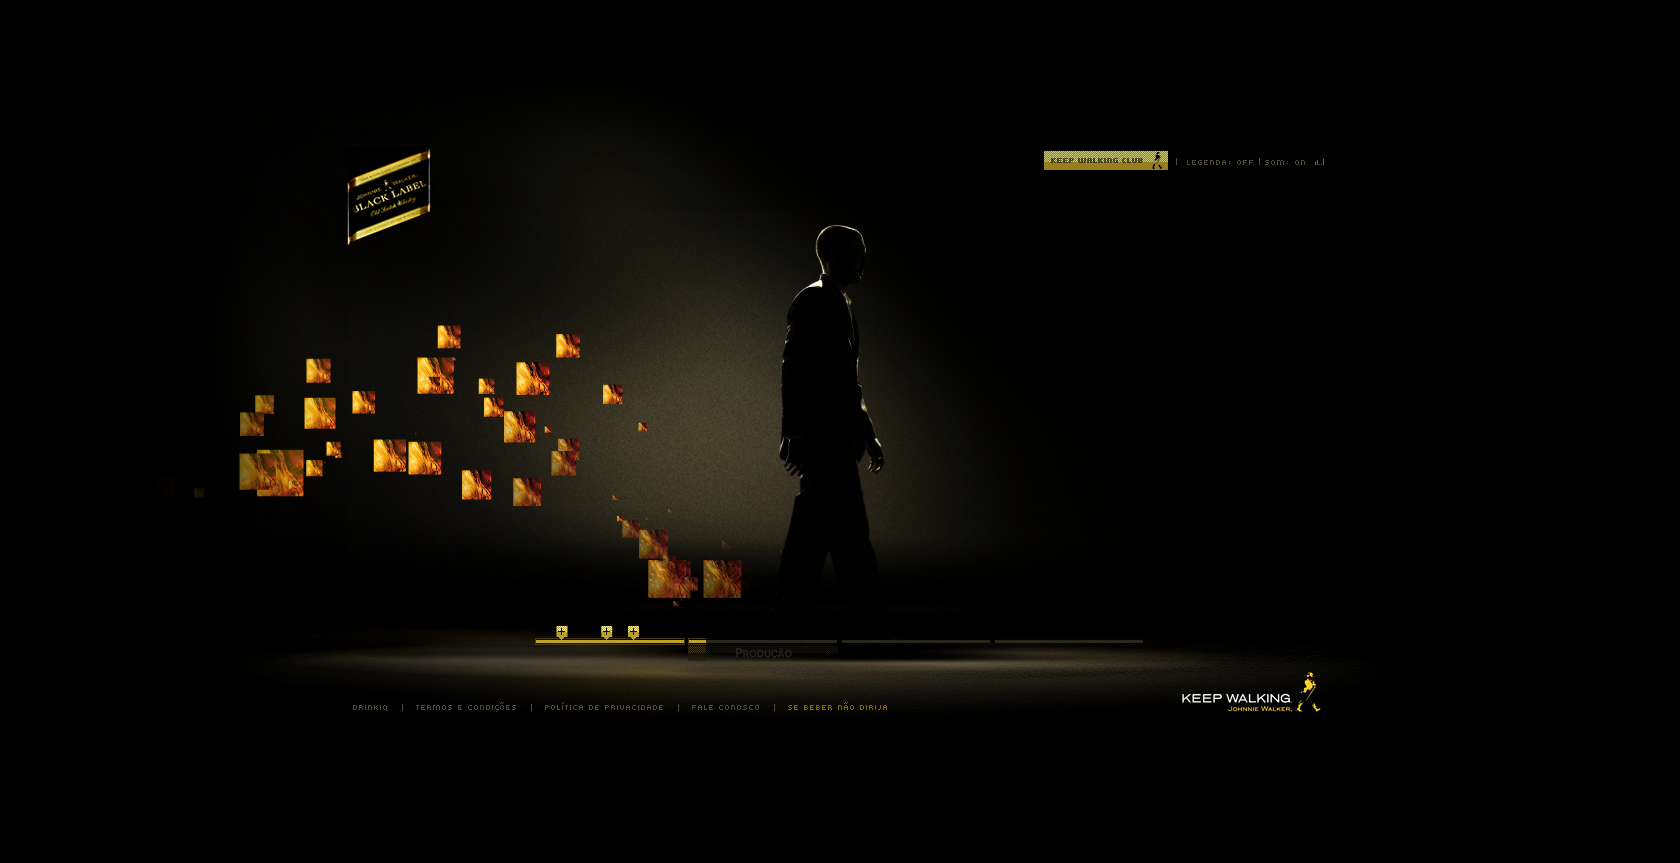 JOHNNIE WALKER.
BLACK LABEL
Old Scotch Whisky
KEEP WALKING CLUB | LEGENDA: OFF | SOM: ON
PRODUÇÃO
KEEP WALKING.
JOHNNIE WALKER.
DRINKIQ | TERMOS E CONDIÇÕES | POLÍTICA DE PRIVACIDADE | FALE CONOSCO | SE BEBER NÃO DIRIJA